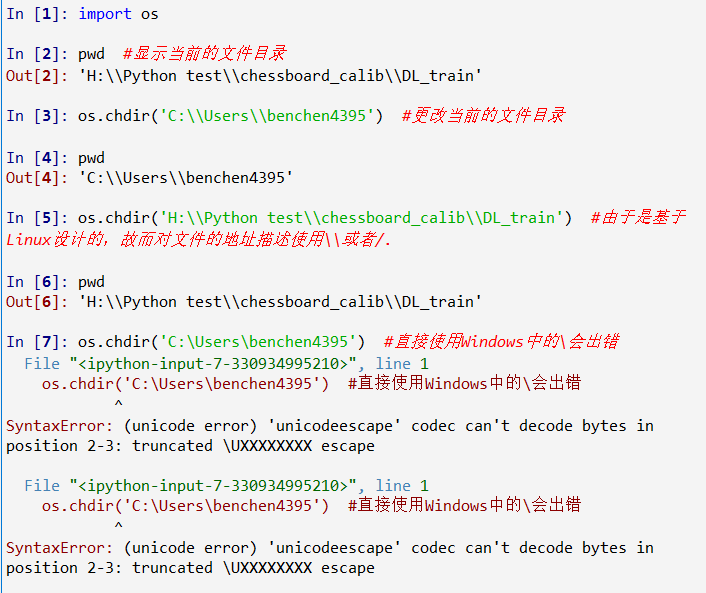 In [1]: import os
In [2]: pwd  #显示当前的文件目录
Out[2]: 'H:\\Python test\\chessboard_calib\\DL_train'
In [3]: os.chdir('C:\\Users\\benchen4395')  #更改当前的文件目录
In [4]: pwd
Out[4]: 'C:\\Users\\benchen4395'
In [5]: os.chdir('H:\\Python test\\chessboard_calib\\DL_train')  #由于是基于
Linux设计的，故而对文件的地址描述使用\\或者/.
In [6]: pwd
Out[6]: 'H:\\Python test\\chessboard_calib\\DL_train'
In [7]: os.chdir('C:\Users\benchen4395')  #直接使用Windows中的\会出错
  File "<ipython-input-7-330934995210>", line 1
    os.chdir('C:\Users\benchen4395')  #直接使用Windows中的\会出错
             ^
SyntaxError: (unicode error) 'unicodeescape' codec can't decode bytes in
position 2-3: truncated \UXXXXXXXX escape
  File "<ipython-input-7-330934995210>", line 1
    os.chdir('C:\Users\benchen4395')  #直接使用Windows中的\会出错
             ^
SyntaxError: (unicode error) 'unicodeescape' codec can't decode bytes in
position 2-3: truncated \UXXXXXXXX escape